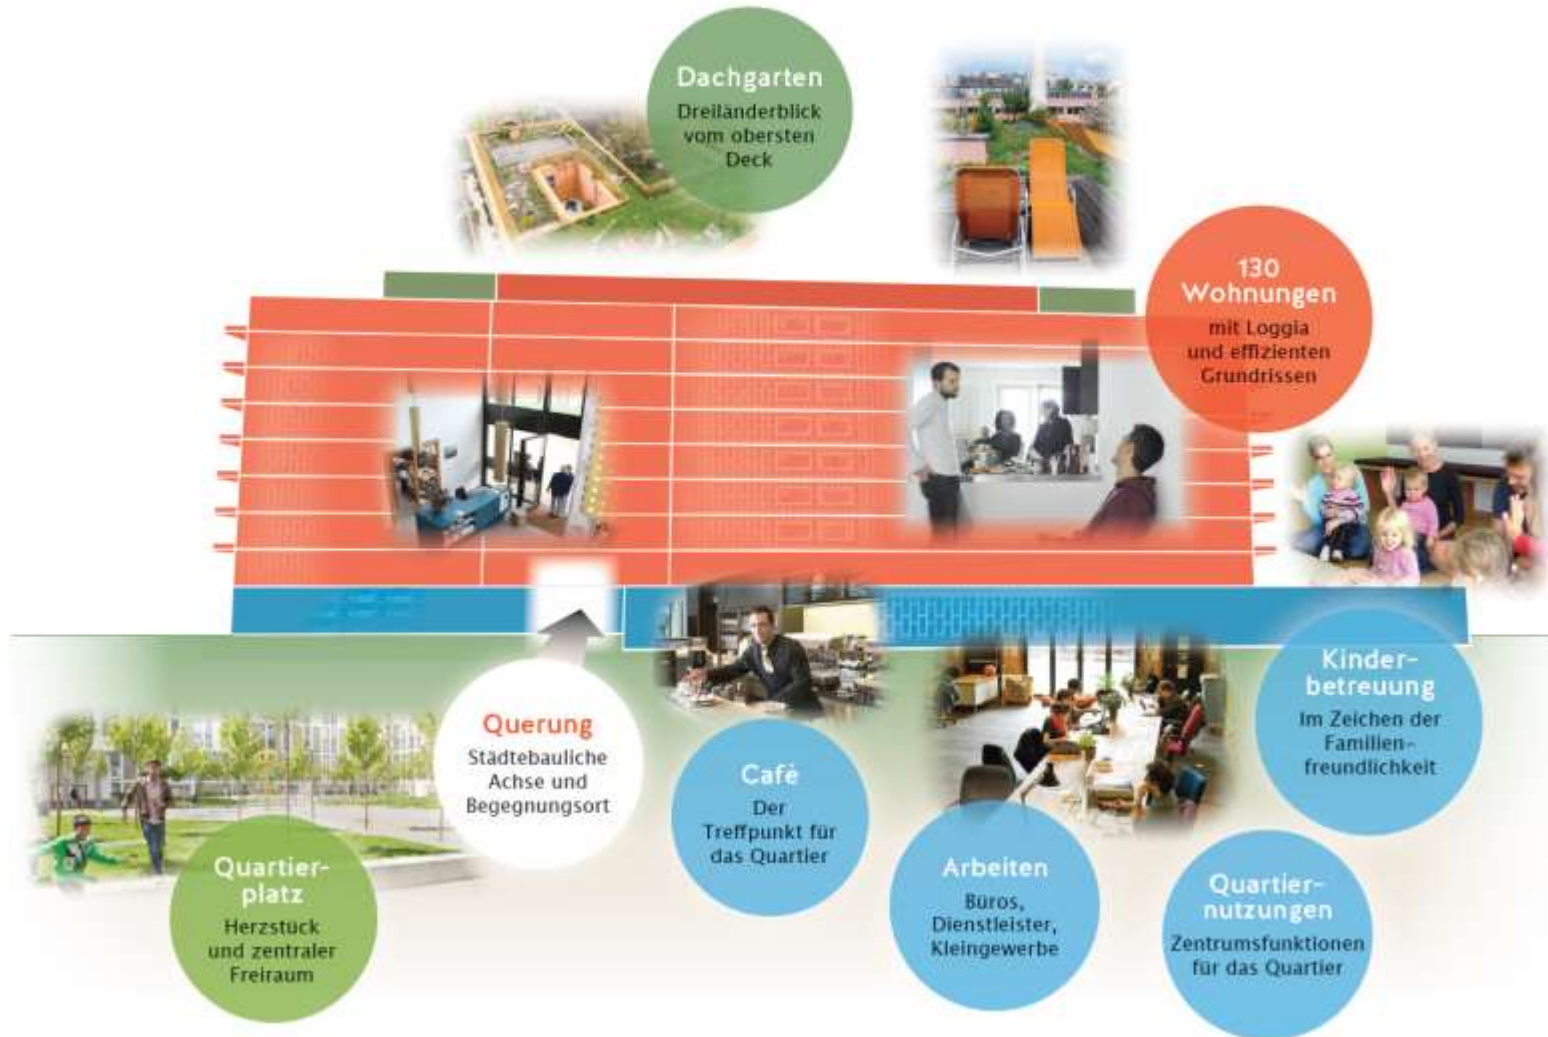 Dachgarten
Dreiländerblick
vom obersten
Deck
130
Wohnungen
mit Loggia
und effizienten
Grundrissen
Kinder-
betreuung
Im Zeichen der
Familien-
freundlichkeit
Querung
Städtebauliche
Achse und
Begegnungsort
Cafè
Der
Treffpunkt für
das Quartier
Quartier-
platz
Herzstück
und zentraler
Freiraum
Arbeiten
Büros,
Dienstleister,
Kleingewerbe
Quartier-
nutzungen
Zentrumsfunktionen
für das Quartier